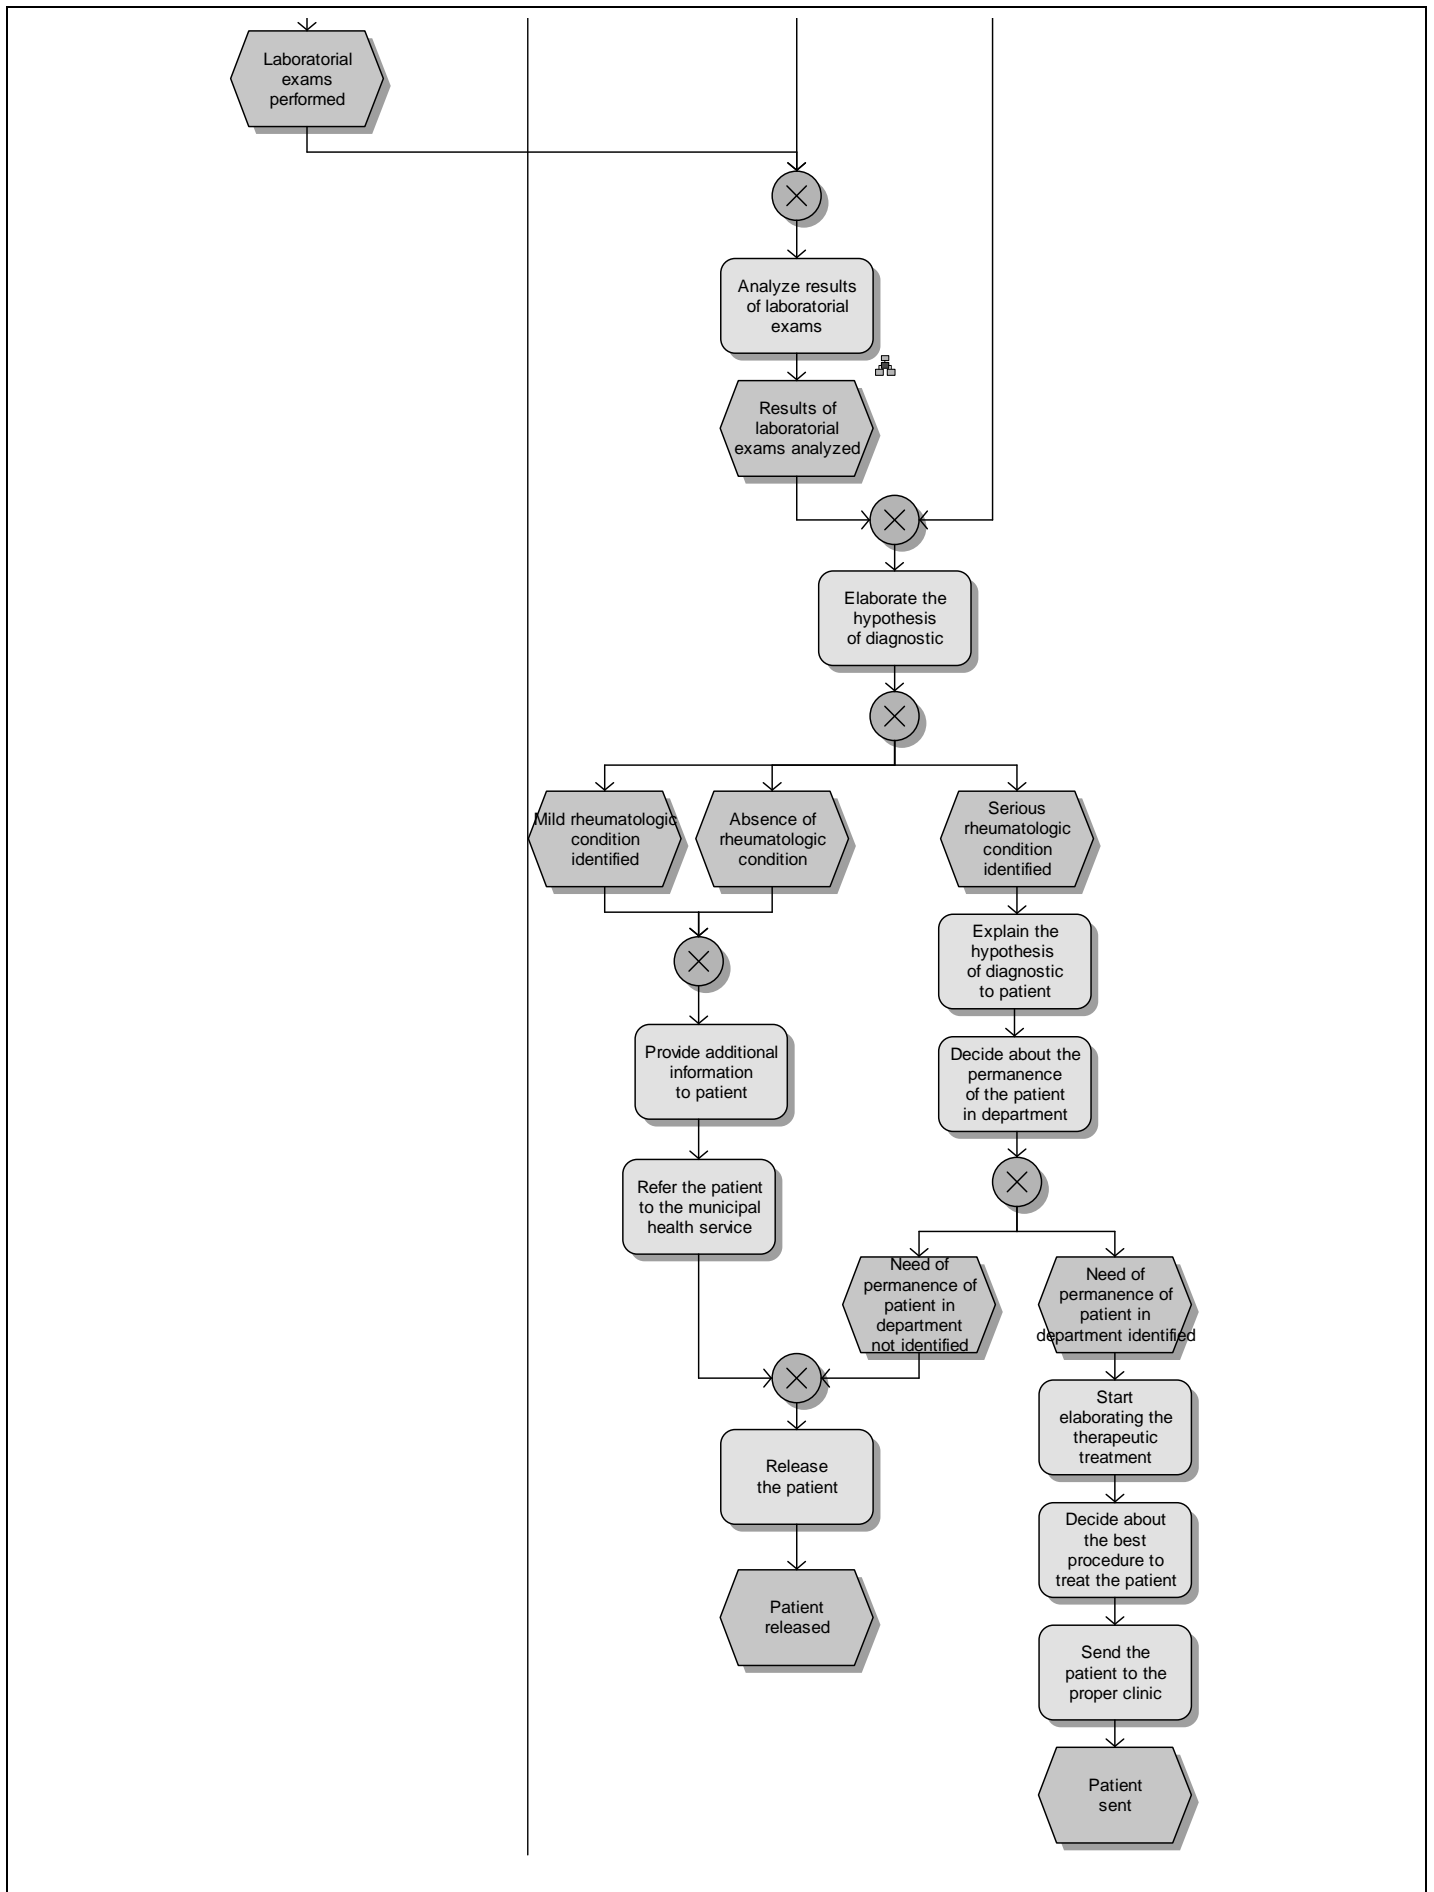 Laboratorial
exams
performed
Analyze results
of laboratorial
exams
Results of
laboratorial
exams analyzed
Elaborate the
hypothesis
of diagnostic
Mild rheumatologic
condition
identified
Absence of
rheumatologic
condition
Serious
rheumatologic
condition
identified
Explain the
hypothesis
of diagnostic
to patient
Provide additional
information
to patient
Decide about the
permanence
of the patient
in department
Refer the patient
to the municipal
health service
Need of
permanence of
patient in
department
not identified
Need of
permanence of
patient in
department identified
Start
elaborating the
therapeutic
treatment
Release
the patient
Decide about
the best
procedure to
treat the patient
Patient
released
Send the
patient to the
proper clinic
Patient
sent